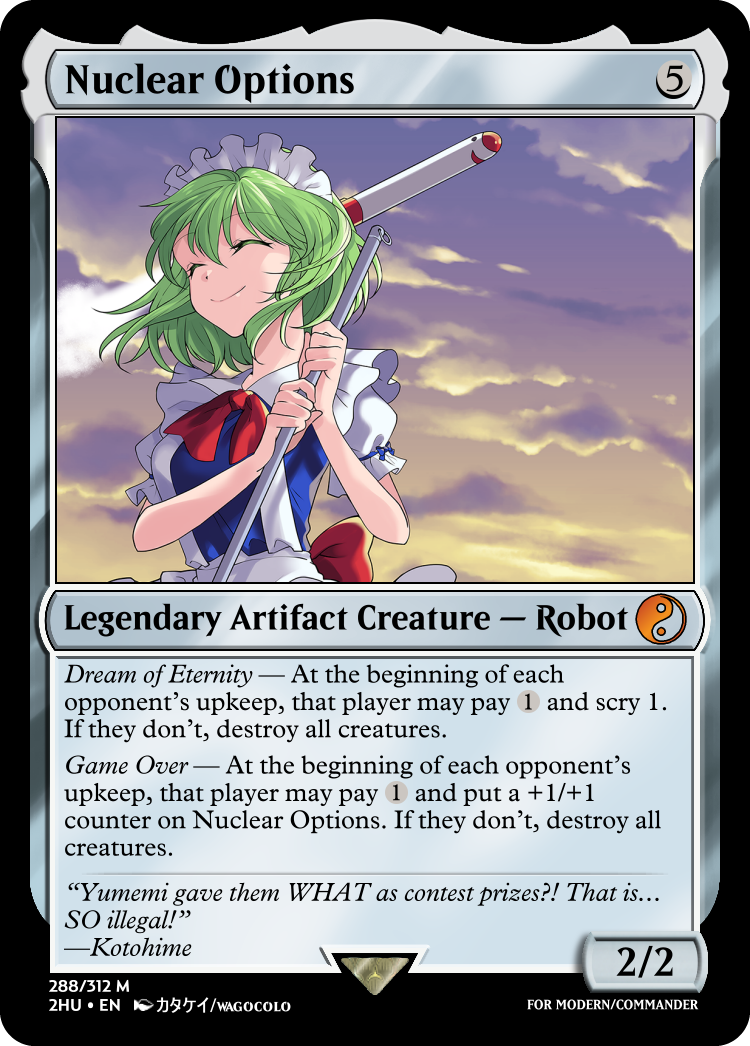 Nuclear Options 5
Legendary Artifact Creature — Robot
Dream of Eternity — At the beginning of each
opponent's upkeep, that player may pay 1 and scry 1.
If they don't, destroy all creatures.
Game Over — At the beginning of each opponent's
upkeep, that player may pay 1 and put a +1/+1
counter on Nuclear Options. If they don't, destroy all
creatures.
“Yumemi gave them WHAT as contest prizes?! That is…
SO illegal!”
—Kotohime
2/2
288/312 M
2HU • EN カタケイ/WAGOCOLO
FOR MODERN/COMMANDER